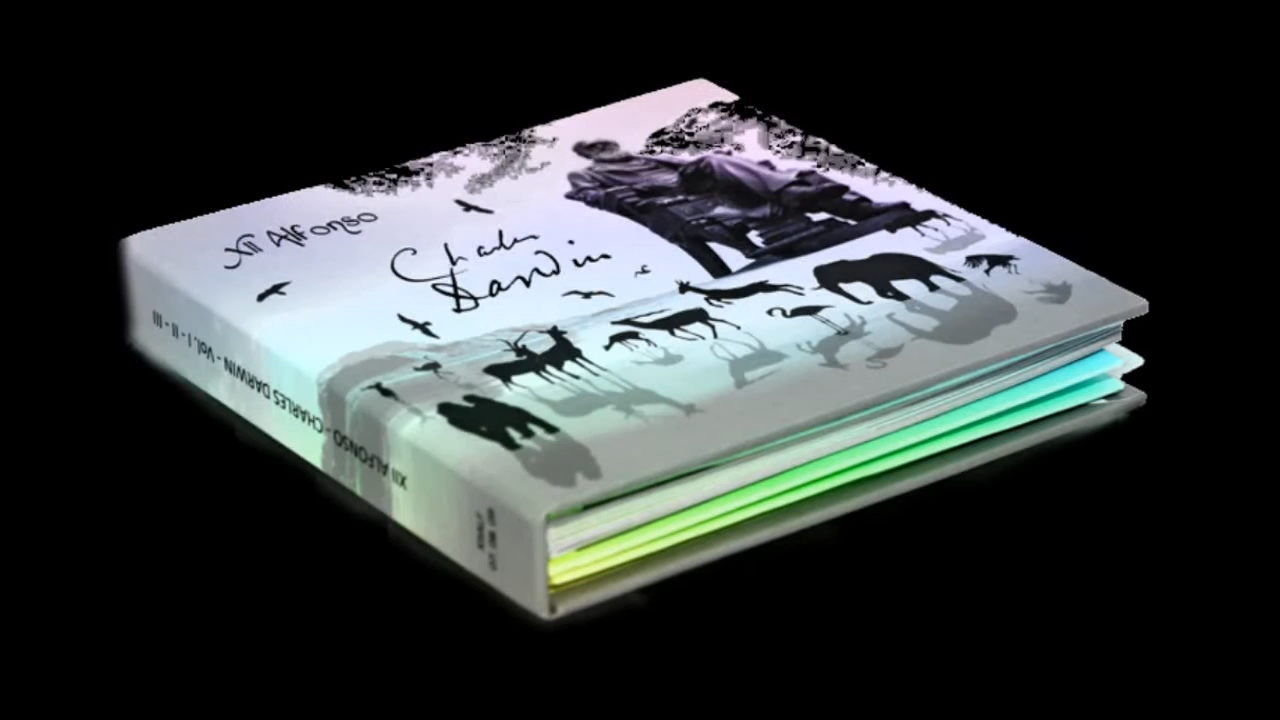 XII Alfonso
Charles
Darwin
XII ALFONSO - CHARLES DARWIN - Vol. I - II - III